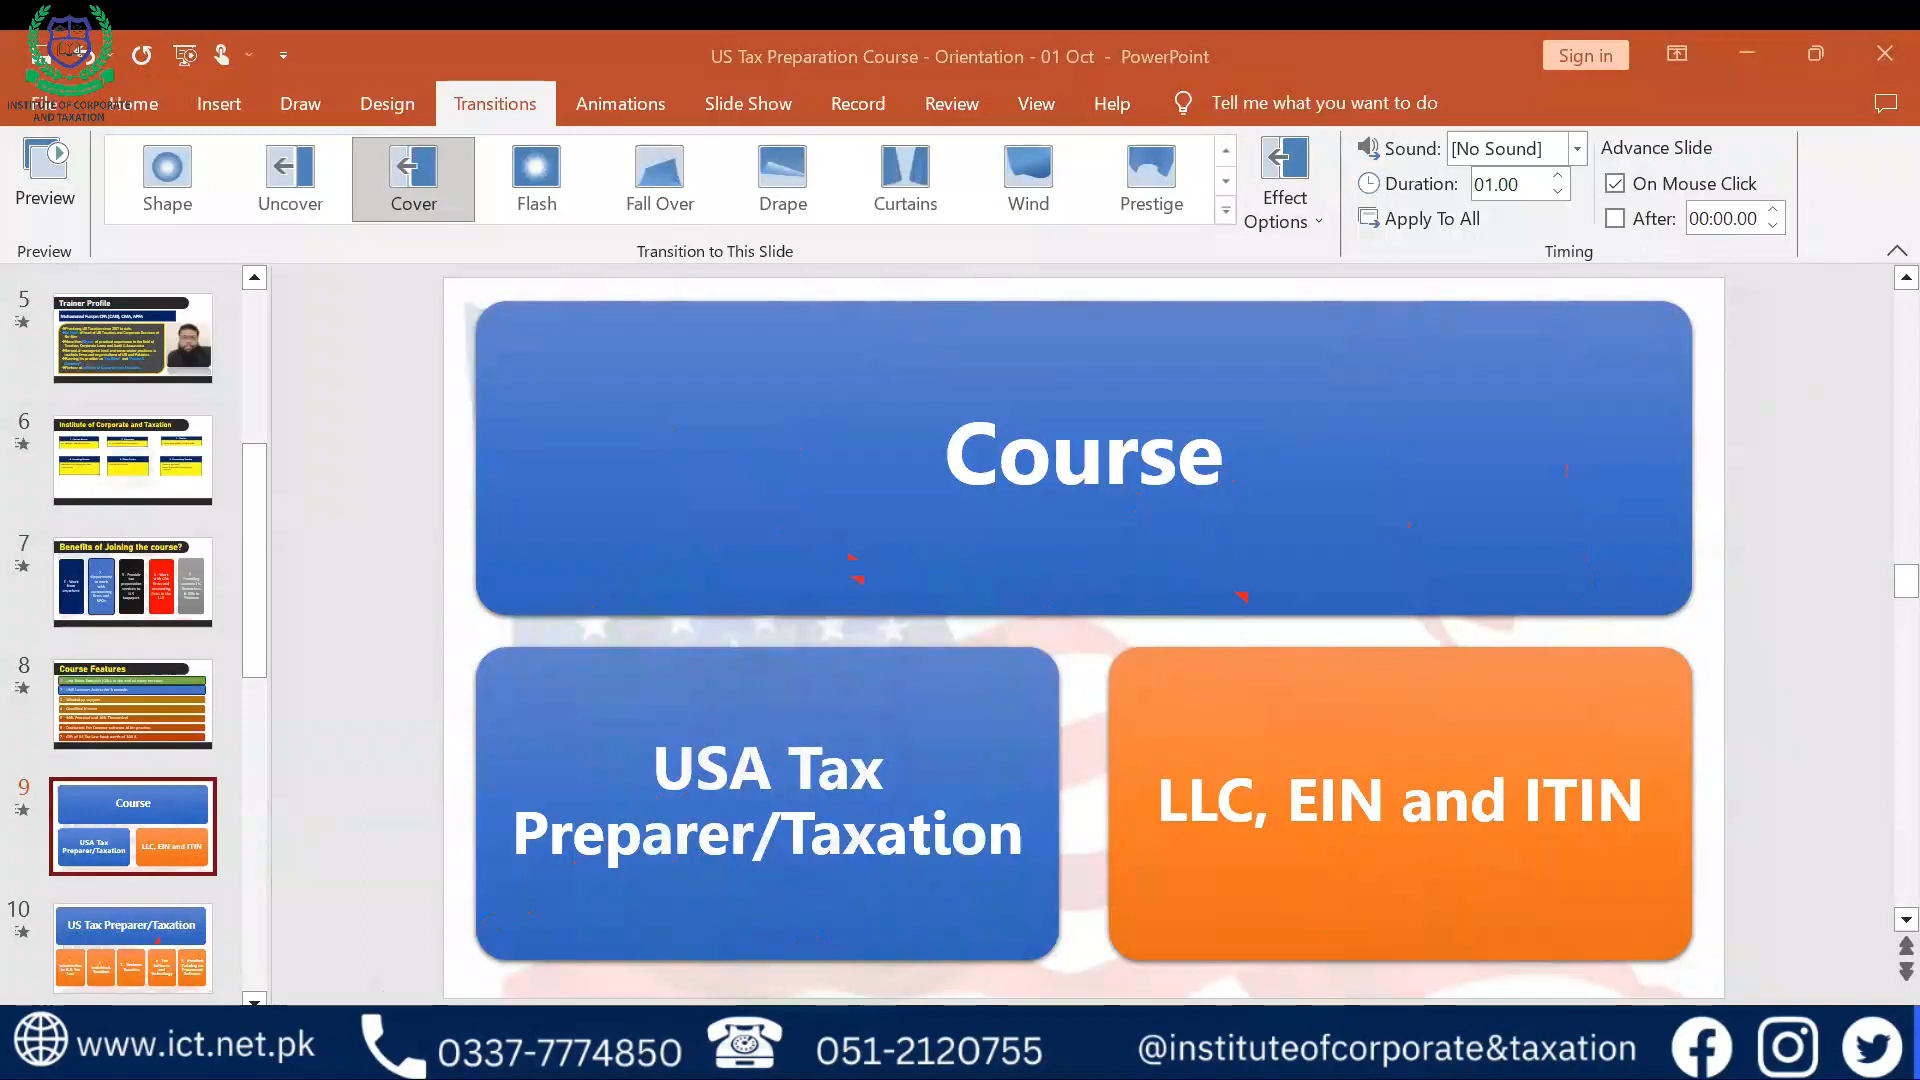 US Tax Preparation Course - Orientation - 01 Oct - PowerPoint
Sign in
INSTITUTE OF CORPORATE
AND TAXATION
File Home Insert Draw Design Transitions Animations Slide Show Record Review View Help Tell me what you want to do
Preview
Shape Uncover Cover Flash Fall Over Drape Curtains Wind Prestige
Effect
Options
Sound: [No Sound]
Duration: 01.00
Apply To All
Advance Slide
On Mouse Click
After: 00:00.00
Preview
Transition to This Slide
Timing
5
Trainer Profile
6
Institute of Corporate and Taxation
7
Benefits of Joining the course?
8
Course Features
9
Course
USA Tax
Preparer/Taxation
LLC, EIN and ITIN
10
US Tax Preparer/Taxation
Course
USA Tax
Preparer/Taxation
LLC, EIN and ITIN
www.ict.net.pk
0337-7774850
051-2120755
@instituteofcorporate&taxation